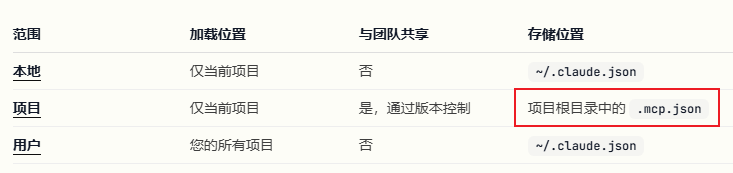 范围 加载位置 与团队共享 存储位置
本地 仅当前项目 否 ~/.claude.json
项目 仅当前项目 是，通过版本控制 项目根目录中的 .mcp.json
用户 您的所有项目 否 ~/.claude.json